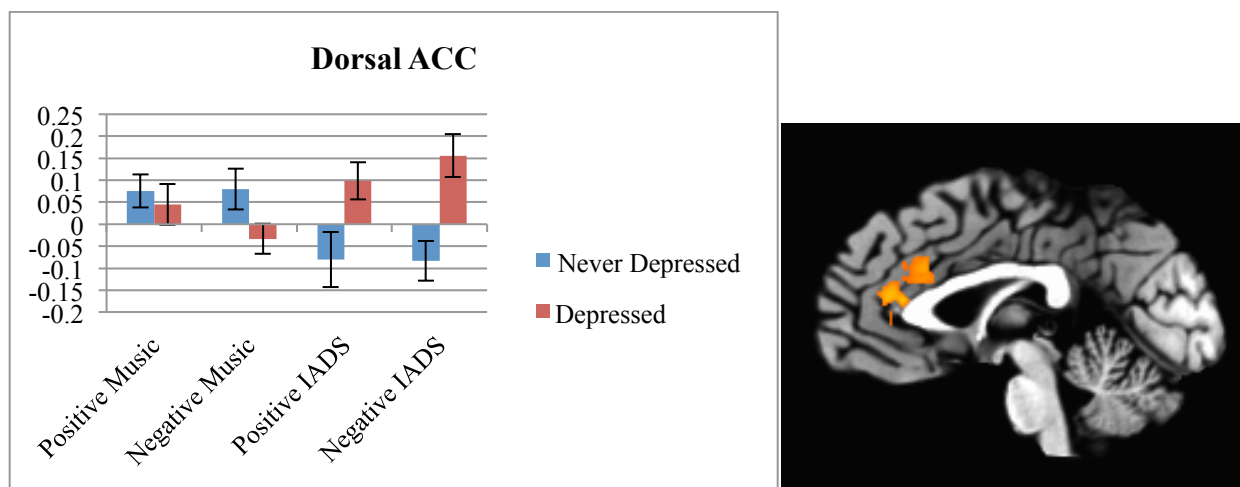 Dorsal ACC
0.25
0.2
0.15
0.1
0.05
0
-0.05
-0.1
-0.15
-0.2
Positive Music
Negative Music
Positive IADS
Negative IADS
Never Depressed
Depressed